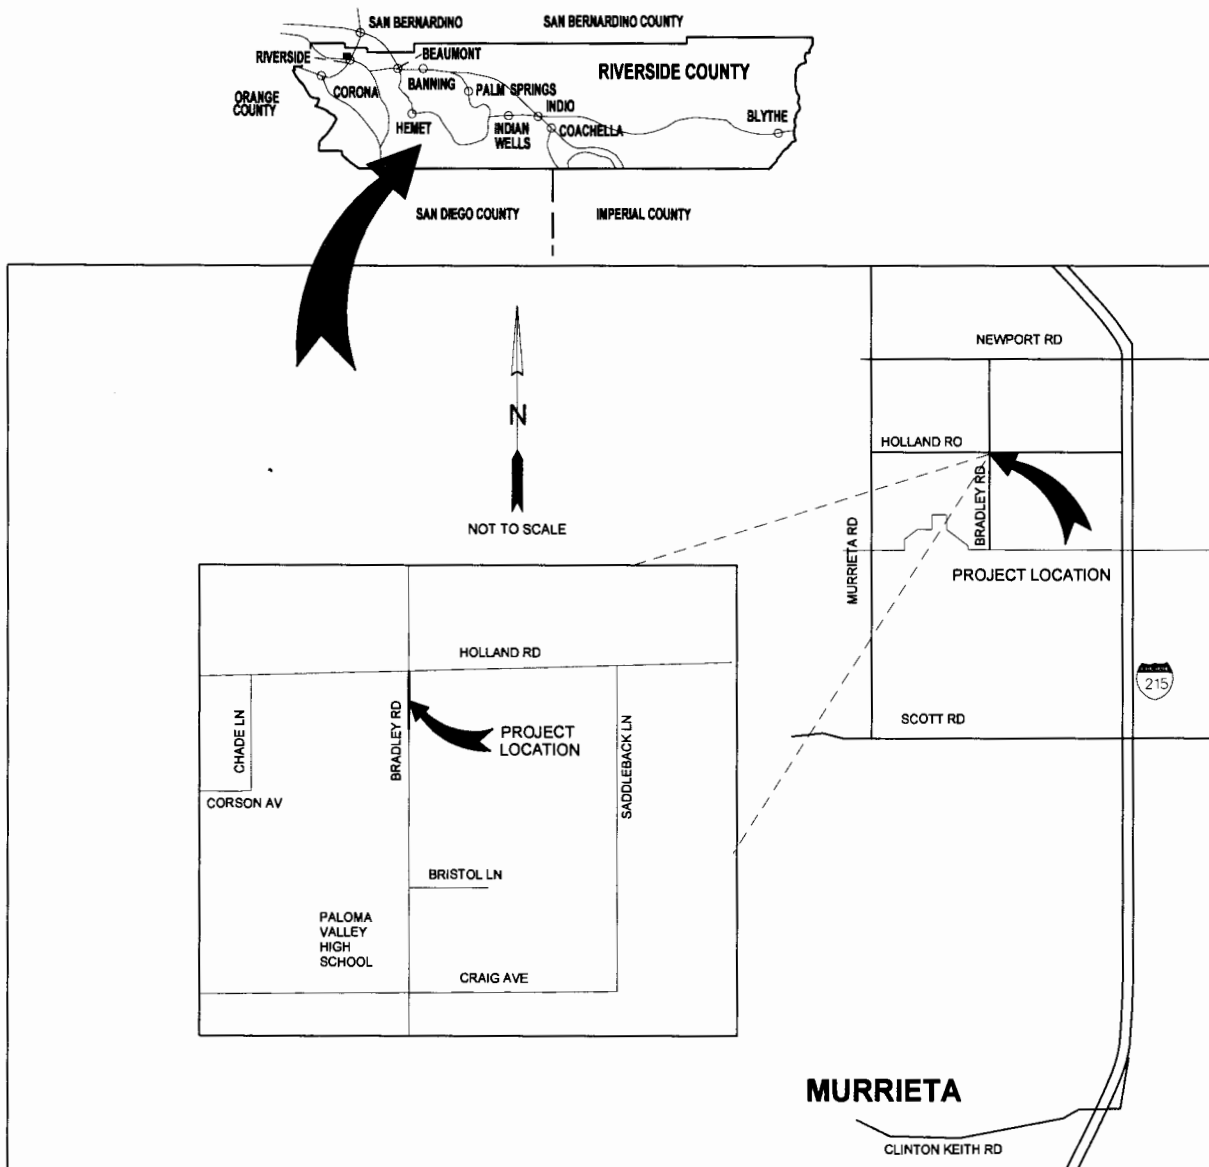 SAN BERNARDINO
SAN BERNARDINO COUNTY
RIVERSIDE
BEAUMONT
RIVERSIDE COUNTY
ORANGE
COUNTY
CORONA
BANNING
PALM SPRINGS
INDIO
BLYTHE
HEMET
INDIAN
WELLS
COACHELLA
SAN DIEGO COUNTY
IMPERIAL COUNTY
NEWPORT RD
N
HOLLAND RO
BRADLEY RD
NOT TO SCALE
MURRIETA RD
PROJECT LOCATION
HOLLAND RD
215
CHADE LN
BRADLEY RD
PROJECT
LOCATION
SADDLEBACK LN
SCOTT RD
CORSON AV
BRISTOL LN
PALOMA
VALLEY
HIGH
SCHOOL
CRAIG AVE
MURRIETA
CLINTON KEITH RD